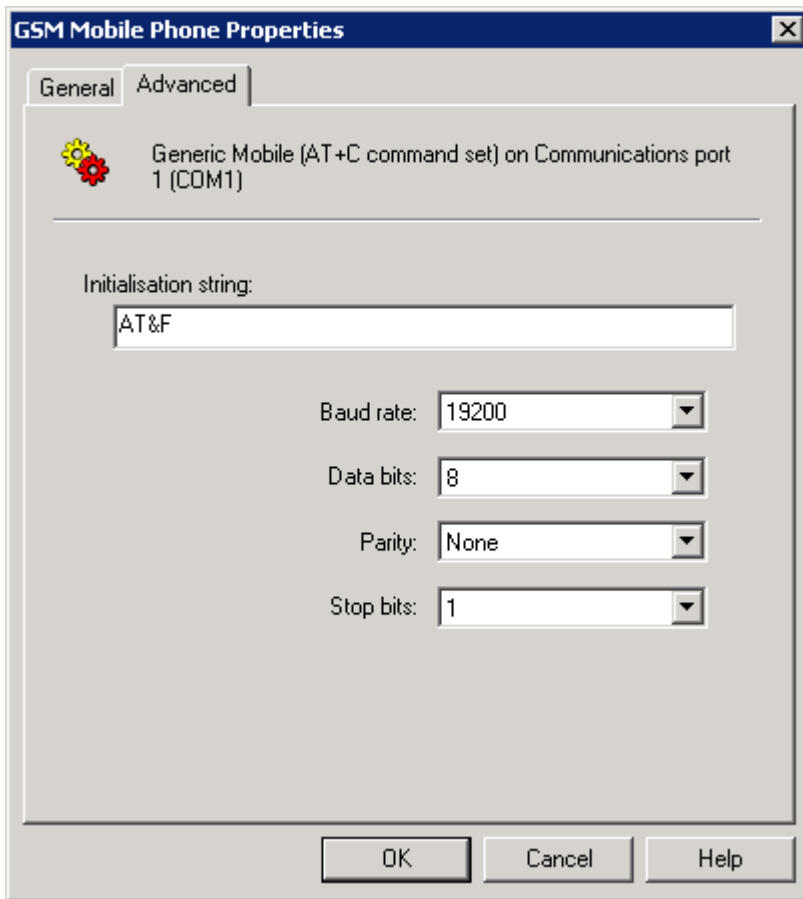 GSM Mobile Phone Properties
General Advanced
Generic Mobile (AT+C command set) on Communications port
1 (COM1)
Initialisation string:
AT&F
Baud rate: 19200
Data bits: 8
Parity: None
Stop bits: 1
OK Cancel Help